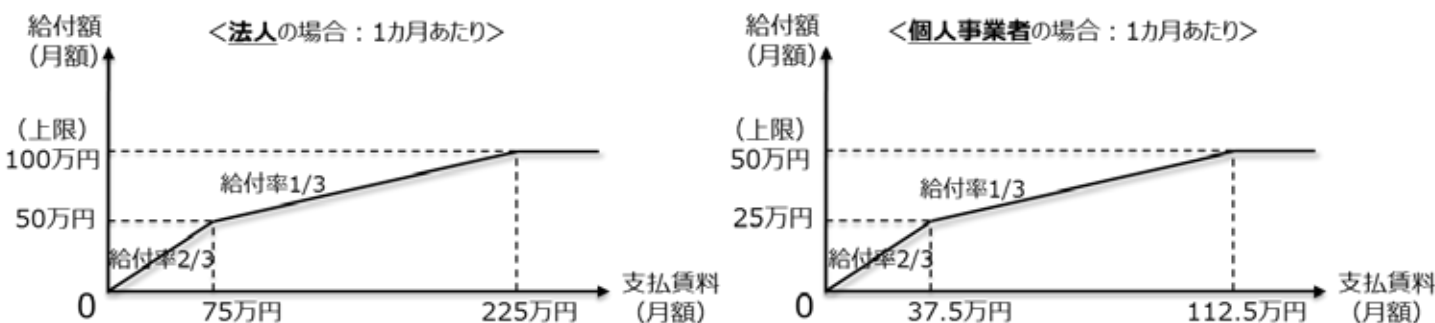 給付額
（月額）
＜法人の場合：1カ月あたり＞
（上限）
100万円
50万円
給付率1/3
給付率2/3
0
75万円
225万円
支払賃料
（月額）
給付額
（月額）
＜個人事業者の場合：1カ月あたり＞
（上限）
50万円
25万円
給付率1/3
給付率2/3
0
37.5万円
112.5万円
支払賃料
（月額）